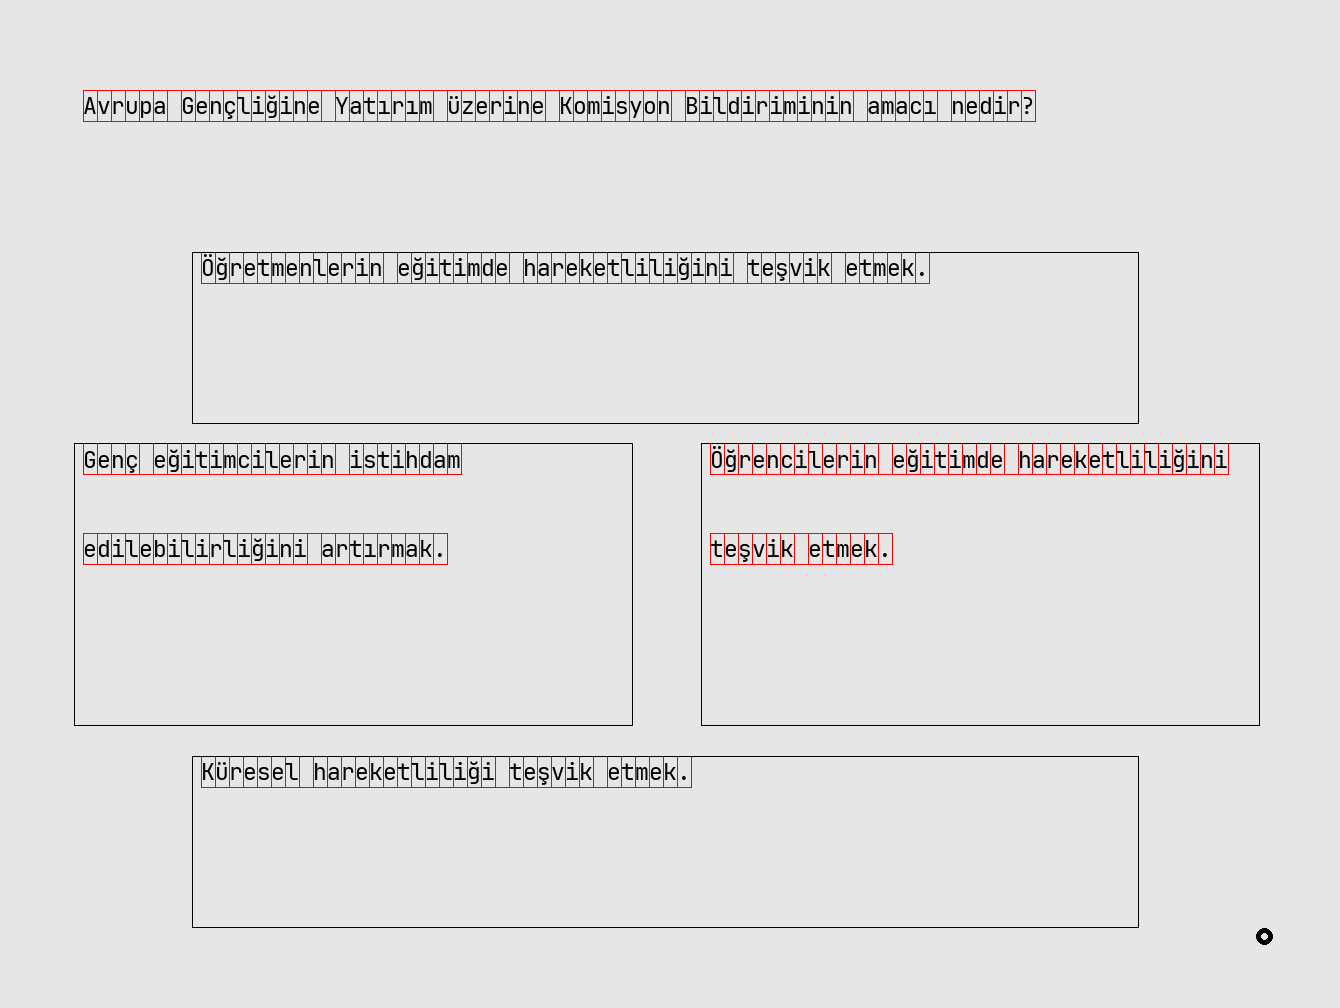 Avrupa Gençliğine Yatırım üzerine Komisyon Bildiriminin amacı nedir?
Öğretmenlerin eğitimde hareketliliğini teşvik etmek.
Genç eğitimcilerin istihdam
edilebilirliğini artırmak.
Öğrencilerin eğitimde hareketliliğini
teşvik etmek.
Küresel hareketliliği teşvik etmek.